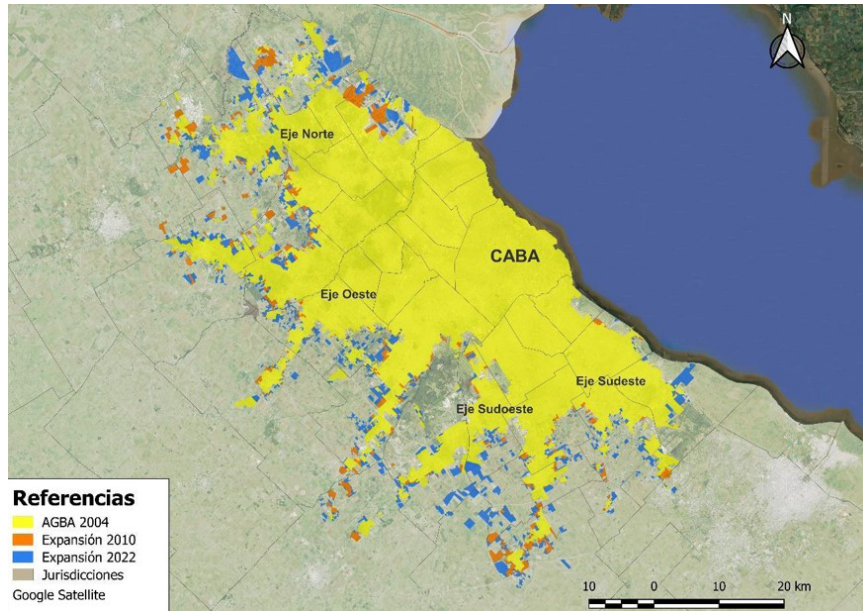 N
Eje Norte
CABA
Eje Oeste
Eje Sudeste
Eje Sudoeste
Referencias
AGBA 2004
Expansión 2010
Expansión 2022
Jurisdicciones
Google Satellite
10 0 10 20 km